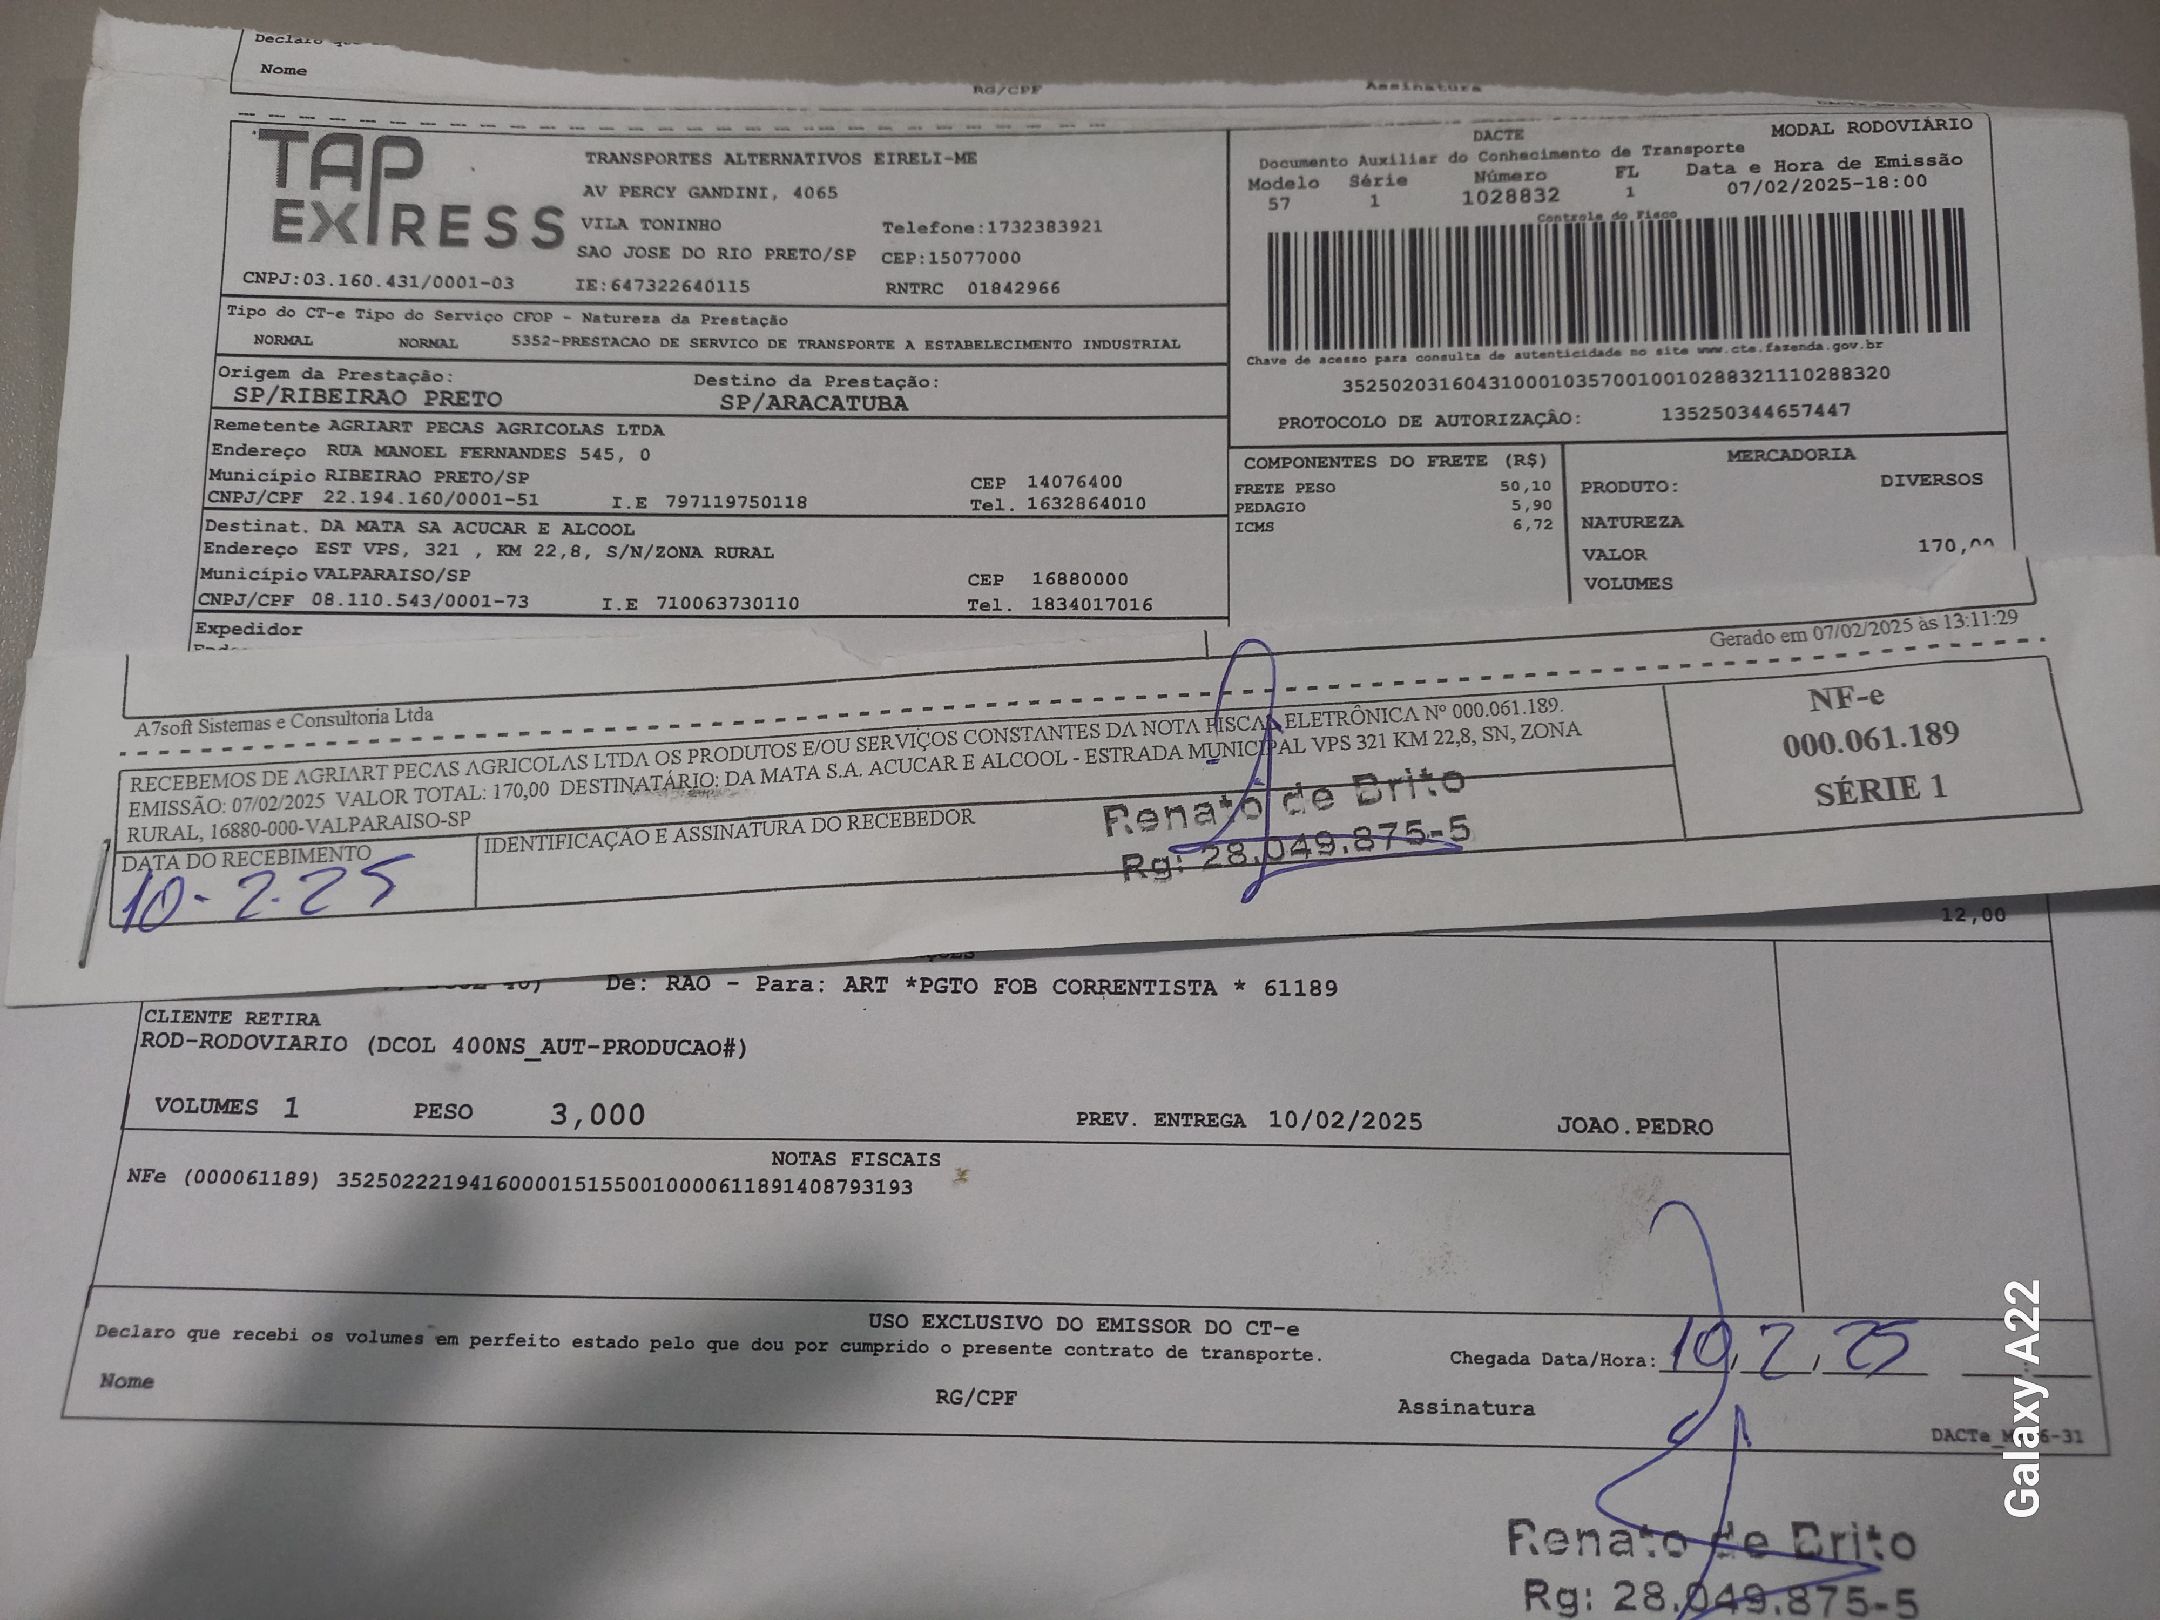 Nome
RG/CPF
Assinatura
TAP
EXPRESS
TRANSPORTES ALTERNATIVOS EIRELI-ME
AV PERCY GANDINI, 4065
VILA TONINHO
Telefone:1732383921
SAO JOSE DO RIO PRETO/SP
CEP:15077000
CNPJ:03.160.431/0001-03
IE:647322640115
RNTRC 01842966
DACTE
MODAL RODOVIÁRIO
Documento Auxiliar do Conhecimento de Transporte
Modelo Série Número FL Data e Hora de Emissão
57 1 1028832 1 07/02/2025-18:00
Controle do Fisco
Chave de acesso para consulta de autenticidade no site www.cte.fazenda.gov.br
35250203160431000103570010010288321110288320
PROTOCOLO DE AUTORIZAÇÃO: 135250344657447
Tipo do CT-e Tipo do Serviço CFOP - Natureza da Prestação
NORMAL NORMAL 5352-PRESTACAO DE SERVICO DE TRANSPORTE A ESTABELECIMENTO INDUSTRIAL
Origem da Prestação: Destino da Prestação:
SP/RIBEIRAO PRETO SP/ARACATUBA
Remetente AGRIART PECAS AGRICOLAS LTDA
Endereço RUA MANOEL FERNANDES 545, 0
Município RIBEIRAO PRETO/SP CEP 14076400
CNPJ/CPF 22.194.160/0001-51 I.E 797119750118 Tel. 1632864010
Destinat. DA MATA SA ACUCAR E ALCOOL
Endereço EST VPS, 321 , KM 22,8, S/N/ZONA RURAL
Município VALPARAISO/SP CEP 16880000
CNPJ/CPF 08.110.543/0001-73 I.E 710063730110 Tel. 1834017016
Expedidor
COMPONENTES DO FRETE (R$)
FRETE PESO 50,10
PEDAGIO 5,90
ICMS 6,72
MERCADORIA
PRODUTO: DIVERSOS
NATUREZA
VALOR 170,00
VOLUMES
A7soft Sistemas e Consultoria Ltda
Gerado em 07/02/2025 às 13:11:29
RECEBEMOS DE AGRIART PECAS AGRICOLAS LTDA OS PRODUTOS E/OU SERVIÇOS CONSTANTES DA NOTA FISCAL ELETRÔNICA Nº 000.061.189.
EMISSÃO: 07/02/2025 VALOR TOTAL: 170,00 DESTINATÁRIO: DA MATA S.A. ACUCAR E ALCOOL - ESTRADA MUNICIPAL VPS 321 KM 22,8, SN, ZONA
RURAL, 16880-000-VALPARAISO-SP
DATA DO RECEBIMENTO
10-2-25
IDENTIFICAÇÃO E ASSINATURA DO RECEBEDOR
Renato de Brito
Rg: 28.049.875-5
NF-e
000.061.189
SÉRIE 1
12,00
De: RAO - Para: ART *PGTO FOB CORRENTISTA * 61189
CLIENTE RETIRA
ROD-RODOVIARIO (DCOL 400NS_AUT-PRODUCAO#)
VOLUMES 1 PESO 3,000 PREV. ENTREGA 10/02/2025 JOAO.PEDRO
NOTAS FISCAIS
NFe (000061189) 35250222194160000151550010000611891408793193
USO EXCLUSIVO DO EMISSOR DO CT-e
Declaro que recebi os volumes em perfeito estado pelo que dou por cumprido o presente contrato de transporte.
Chegada Data/Hora: 10, 2, 25
Nome RG/CPF Assinatura
Renato de Brito
Rg: 28.049.875-5
Galaxy A22